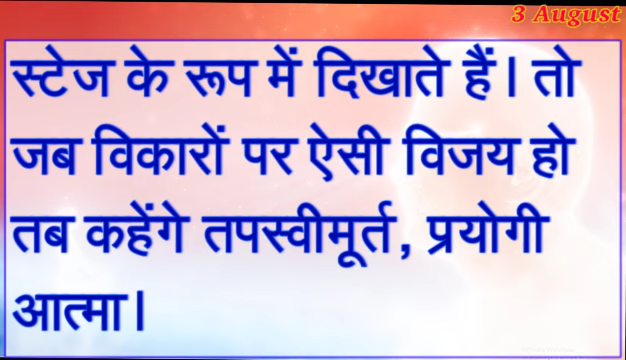 3 August
स्टेज के रूप में दिखाते हैं। तो
जब विकारों पर ऐसी विजय हो
तब कहेंगे तपस्वीमूर्त, प्रयोगी
आत्मा।